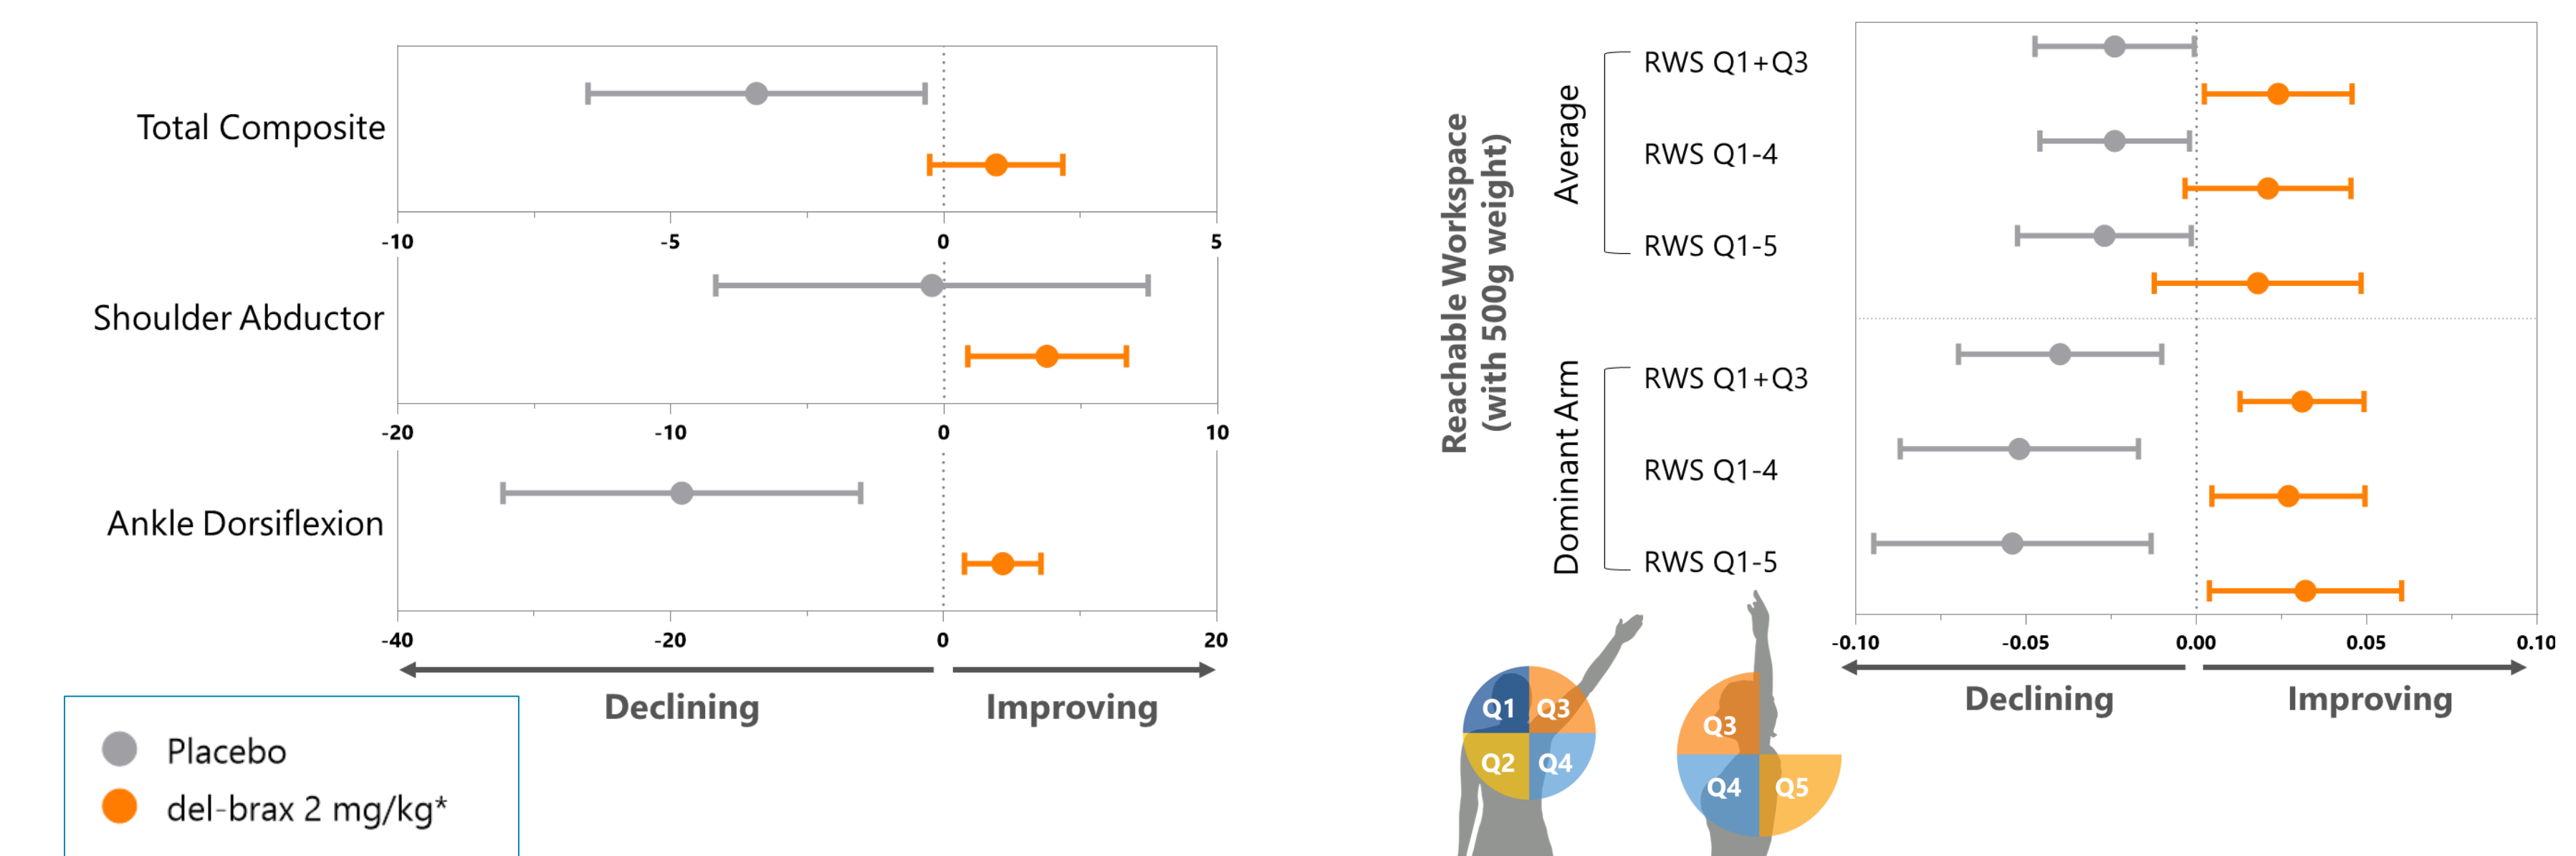 Total Composite
-10 -5 0 5
Shoulder Abductor
-20 -10 0 10
Ankle Dorsiflexion
-40 -20 0 20
Declining Improving
Placebo
del-brax 2 mg/kg*
Reachable Workspace
(with 500g weight)
Average
RWS Q1+Q3
RWS Q1-4
RWS Q1-5
Dominant Arm
RWS Q1+Q3
RWS Q1-4
RWS Q1-5
-0.10 -0.05 0.00 0.05 0.10
Declining Improving
Q1 Q3
Q2 Q4
Q3
Q4 Q5